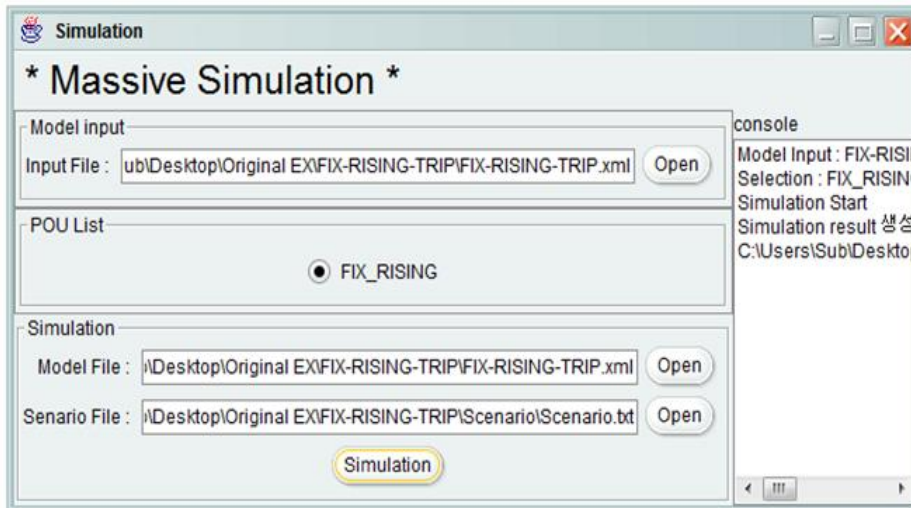 Simulation
* Massive Simulation *
Model input
Input File : ub\Desktop\Original EX\FIX-RISING-TRIP\FIX-RISING-TRIP.xml Open
POU List
FIX_RISING
Simulation
Model File : \Desktop\Original EX\FIX-RISING-TRIP\FIX-RISING-TRIP.xml Open
Senario File : \Desktop\Original EX\FIX-RISING-TRIP\Scenario\Scenario.txt Open
Simulation
console
Model Input : FIX-RISI
Selection : FIX_RISING
Simulation Start
Simulation result 생성
C:\Users\Sub\Deskto